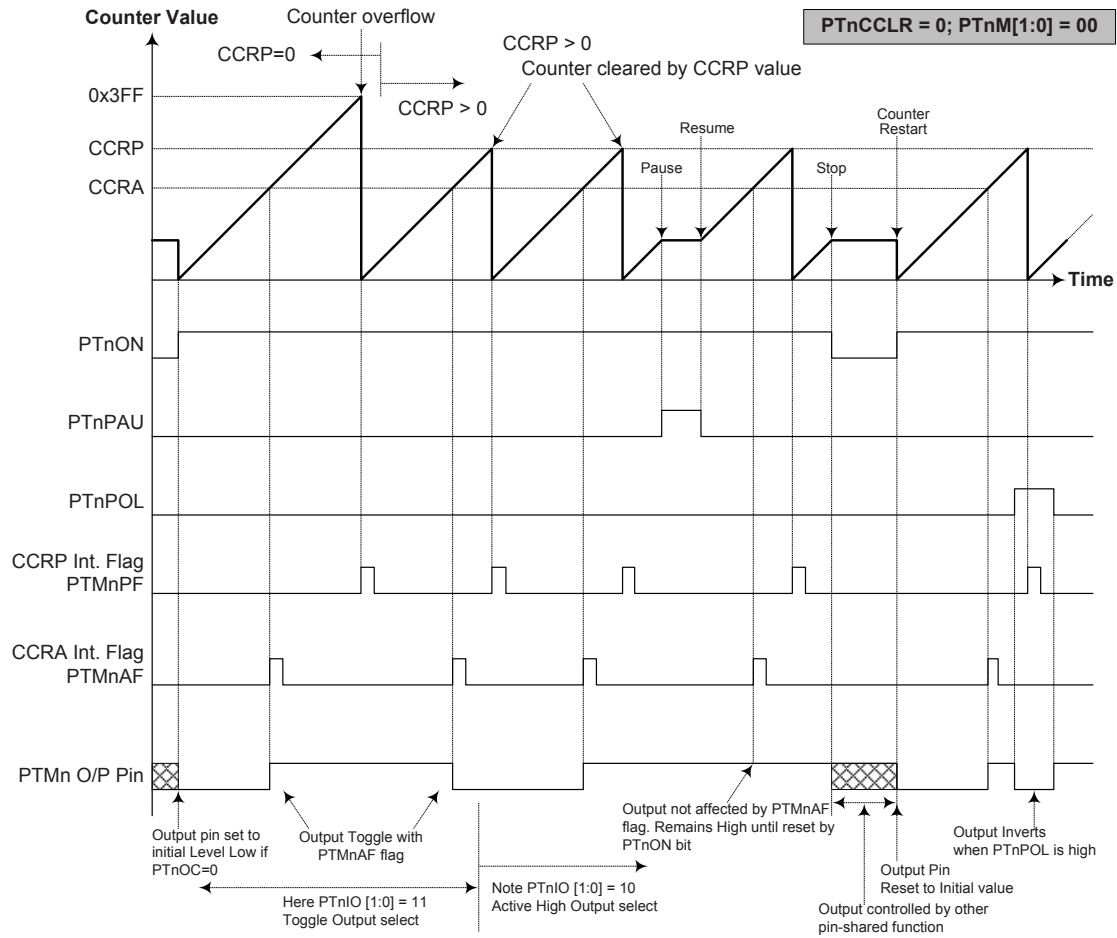 Counter Value
Counter overflow
PTnCCLR = 0; PTnM[1:0] = 00
CCRP=0
CCRP > 0
CCRP > 0
Counter cleared by CCRP value
0x3FF
CCRP
CCRA
Pause
Resume
Stop
Counter
Restart
Time
PTnON
PTnPAU
PTnPOL
CCRP Int. Flag
PTMnPF
CCRA Int. Flag
PTMnAF
PTMn O/P Pin
Output pin set to
initial Level Low if
PTnOC=0
Output Toggle with
PTMnAF flag
Here PTnIO [1:0] = 11
Toggle Output select
Note PTnIO [1:0] = 10
Active High Output select
Output not affected by PTMnAF
flag. Remains High until reset by
PTnON bit
Output Pin
Reset to Initial value
Output controlled by other
pin-shared function
Output Inverts
when PTnPOL is high